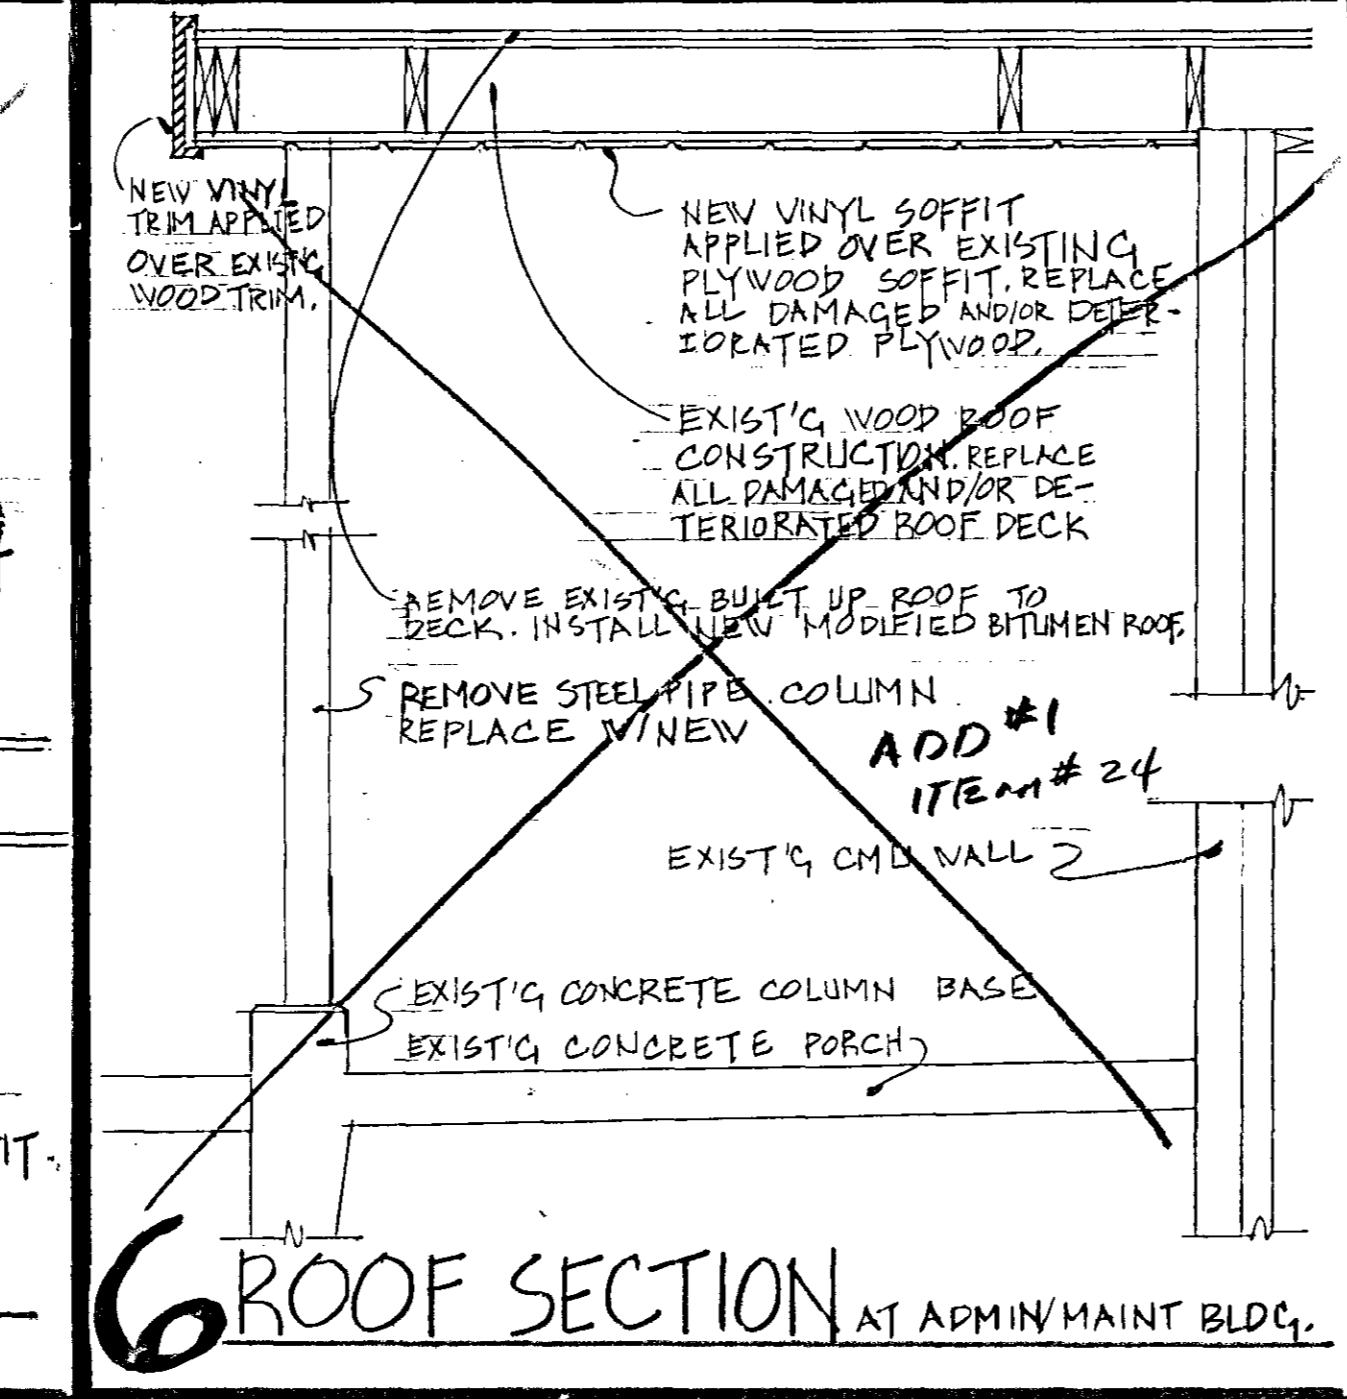 NEW VINYL
TRIM APPLIED
OVER EXIST'G
WOOD TRIM.
NEW VINYL SOFFIT
APPLIED OVER EXISTING
PLYWOOD SOFFIT. REPLACE
ALL DAMAGED AND/OR DETER-
IORATED PLYWOOD.
EXIST'G WOOD ROOF
CONSTRUCTION. REPLACE
ALL DAMAGED AND/OR DE-
TERIORATED ROOF DECK
REMOVE EXIST'G BUILT UP ROOF TO
DECK. INSTALL NEW MODIFIED BITUMEN ROOF.
REMOVE STEEL PIPE COLUMN
REPLACE W/NEW
ADD #1
ITEM # 24
EXIST'G CMU WALL
EXIST'G CONCRETE COLUMN BASE
EXIST'G CONCRETE PORCH
IT.
6 ROOF SECTION AT ADMIN/MAINT BLDG.